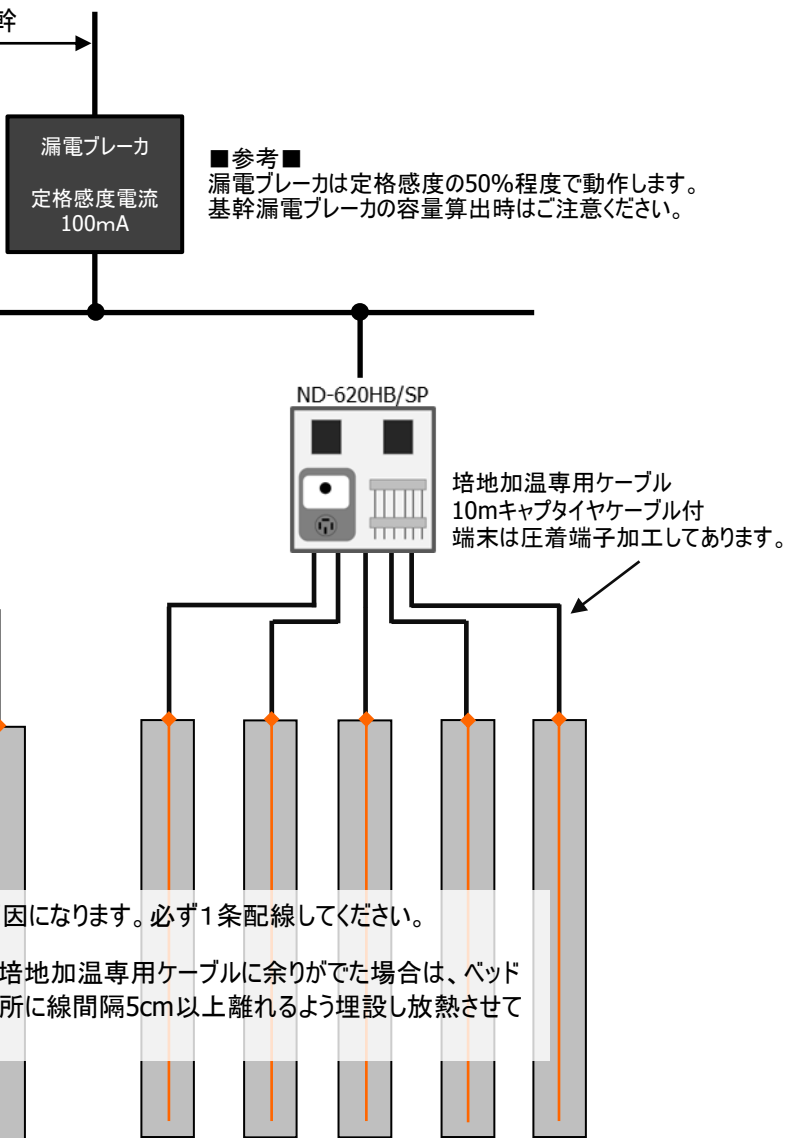 幹
漏電ブレーカ
定格感度電流
100mA
■参考■
漏電ブレーカは定格感度の50%程度で動作します。
基幹漏電ブレーカの容量算出時はご注意ください。
ND-620HB/SP
培地加温専用ケーブル
10mキャプタイヤケーブル付
端末は圧着端子加工してあります。
因になります。必ず1条配線してください。
培地加温専用ケーブルに余りがでた場合は、ベッド
所に線間隔5cm以上離れるよう埋設し放熱させて